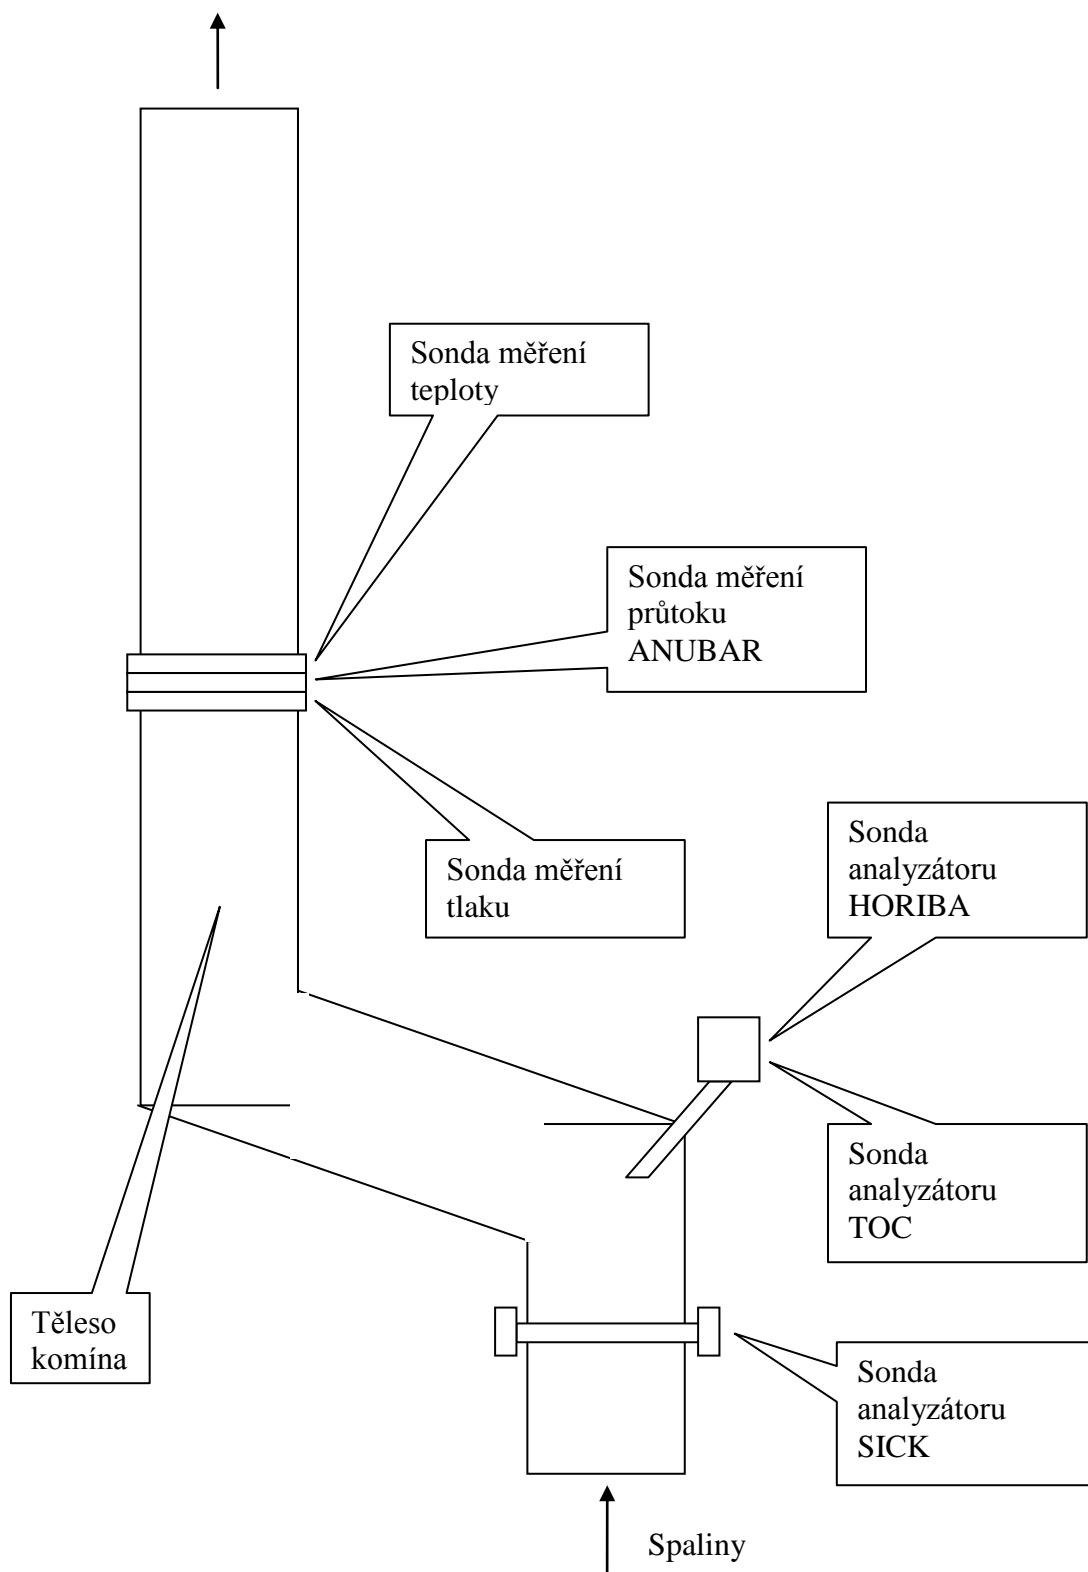 Sonda měření
teploty
Sonda měření
průtoku
ANUBAR
Sonda měření
tlaku
Sonda
analyzátoru
HORIBA
Sonda
analyzátoru
TOC
Těleso
komína
Sonda
analyzátoru
SICK
Spaliny